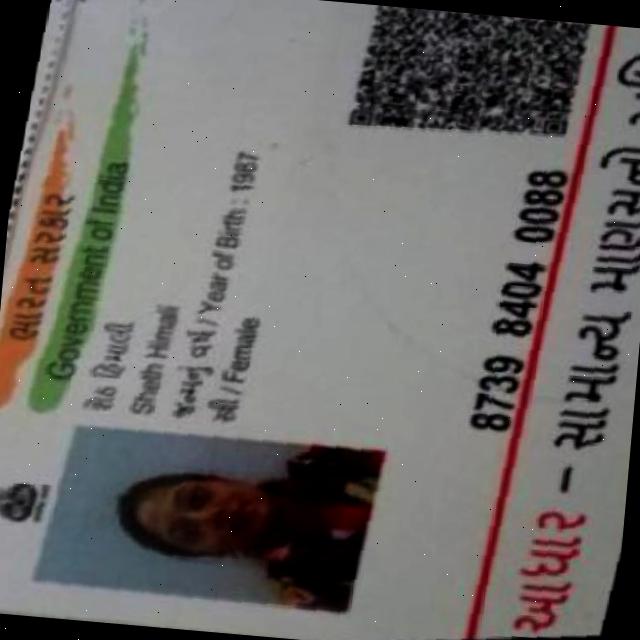 ભારત સરકાર
Government of India
શેઠ હિમાલી
Sheth Himali
જન્મનું વર્ષ / Year of Birth : 1987
સ્ત્રી / Female
8739 8404 0088
આધાર – સામાન્ય માણસનો